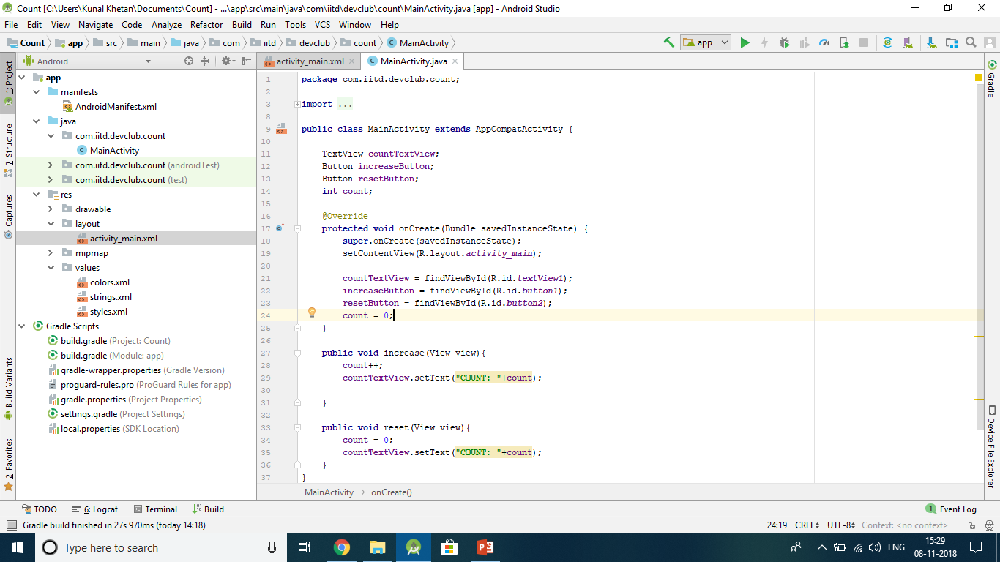 Count [C:\Users\Kunal Khetan\Documents\Count] - ...\app\src\main\java\com\iitd\devclub\count\MainActivity.java [app] - Android Studio
File Edit View Navigate Code Analyze Refactor Build Run Tools VCS Window Help
Count app src main java com iitd devclub count MainActivity
app
1: Project
7: Structure
Captures
Build Variants
2: Favorites
Android
app
manifests
AndroidManifest.xml
java
com.iitd.devclub.count
MainActivity
com.iitd.devclub.count (androidTest)
com.iitd.devclub.count (test)
res
drawable
layout
activity_main.xml
mipmap
values
colors.xml
strings.xml
styles.xml
Gradle Scripts
build.gradle (Project: Count)
build.gradle (Module: app)
gradle-wrapper.properties (Gradle Version)
proguard-rules.pro (ProGuard Rules for app)
gradle.properties (Project Properties)
settings.gradle (Project Settings)
local.properties (SDK Location)
activity_main.xml MainActivity.java
1 package com.iitd.devclub.count;
2
3 import ...
8
9 public class MainActivity extends AppCompatActivity {
10
11 TextView countTextView;
12 Button increaseButton;
13 Button resetButton;
14 int count;
15
16 @Override
17 protected void onCreate(Bundle savedInstanceState) {
18 super.onCreate(savedInstanceState);
19 setContentView(R.layout.activity_main);
20
21 countTextView = findViewById(R.id.textView1);
22 increaseButton = findViewById(R.id.button1);
23 resetButton = findViewById(R.id.button2);
24 count = 0;
25 }
26
27 public void increase(View view){
28 count++;
29 countTextView.setText("COUNT: "+count);
30
31 }
32
33 public void reset(View view){
34 count = 0;
35 countTextView.setText("COUNT: "+count);
36 }
37 }
MainActivity onCreate()
Gradle
Device File Explorer
TODO 6: Logcat Terminal Build 1 Event Log
Gradle build finished in 27s 970ms (today 14:18) 24:19 CRLF UTF-8 Context: <no context>
Type here to search
ENG
15:29
08-11-2018